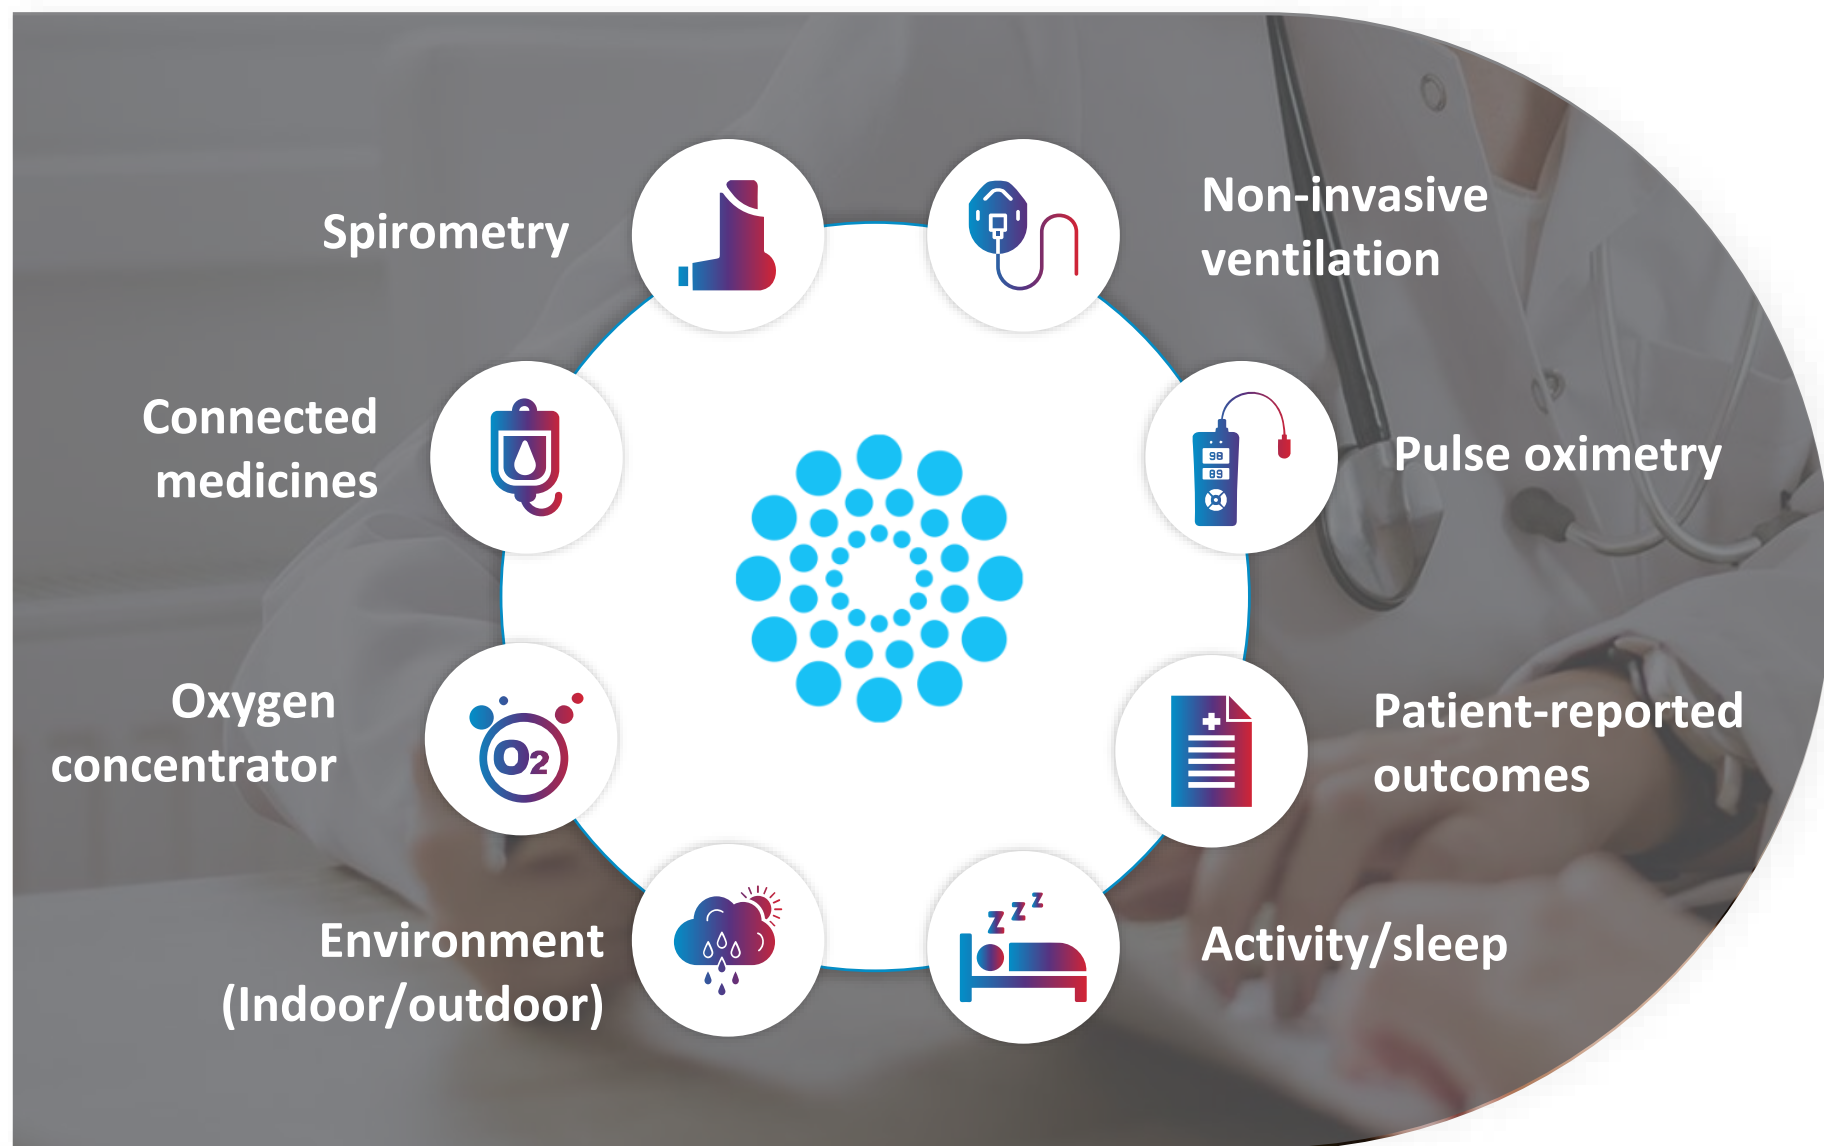 Spirometry
Non-invasive
ventilation
Connected
medicines
98
89
Pulse oximetry
Oxygen
concentrator
O2
Patient-reported
outcomes
Environment
(Indoor/outdoor)
z z z
Activity/sleep